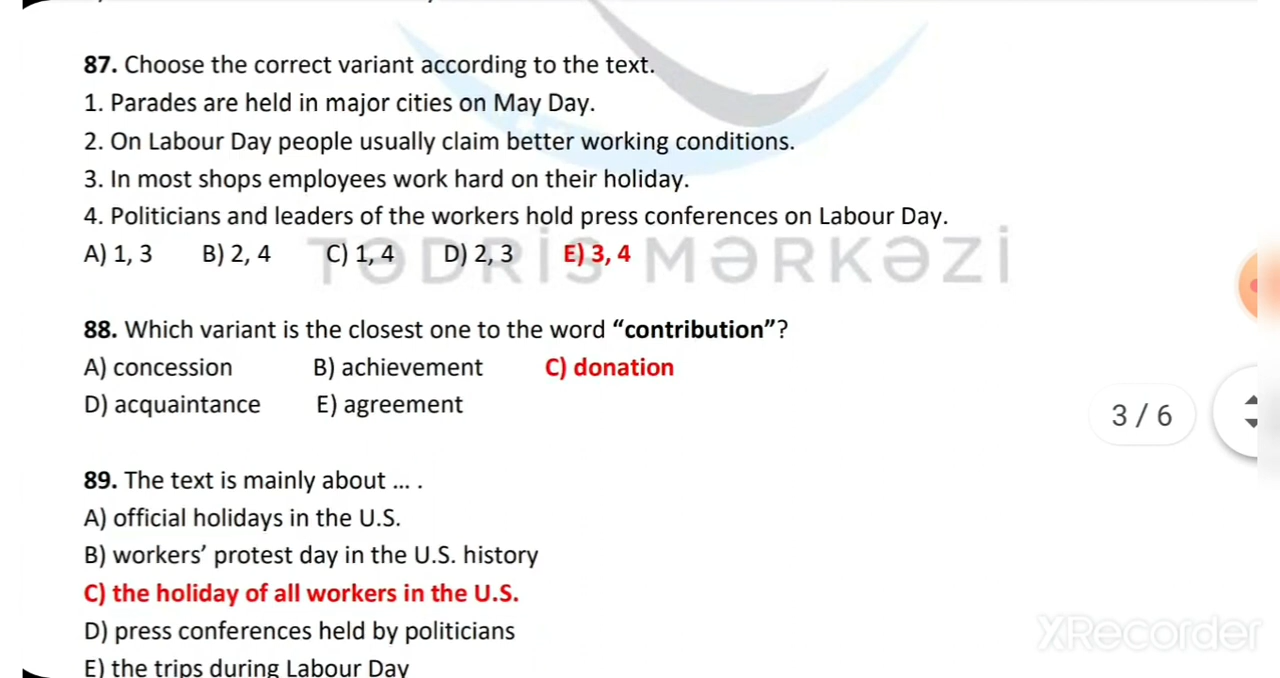 87. Choose the correct variant according to the text.
1. Parades are held in major cities on May Day.
2. On Labour Day people usually claim better working conditions.
3. In most shops employees work hard on their holiday.
4. Politicians and leaders of the workers hold press conferences on Labour Day.
A) 1, 3 B) 2, 4 C) 1, 4 D) 2, 3 E) 3, 4
TƏDRİS MƏRKƏZİ
88. Which variant is the closest one to the word “contribution”?
A) concession B) achievement C) donation
D) acquaintance E) agreement
3 / 6
89. The text is mainly about ... .
A) official holidays in the U.S.
B) workers’ protest day in the U.S. history
C) the holiday of all workers in the U.S.
D) press conferences held by politicians
XRecorder
E) the trips during Labour Day